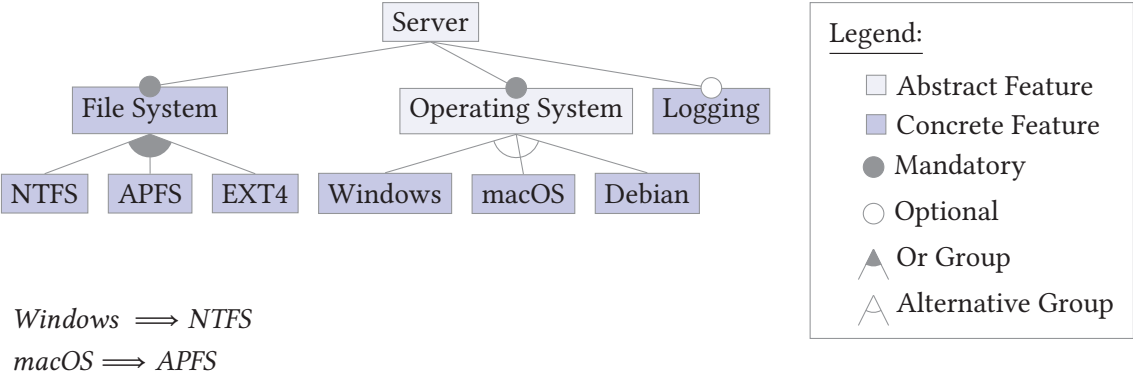 Server
File System
Operating System
Logging
NTFS
APFS
EXT4
Windows
macOS
Debian
Windows ⟹ NTFS
macOS ⟹ APFS
Legend:
Abstract Feature
Concrete Feature
Mandatory
Optional
Or Group
Alternative Group